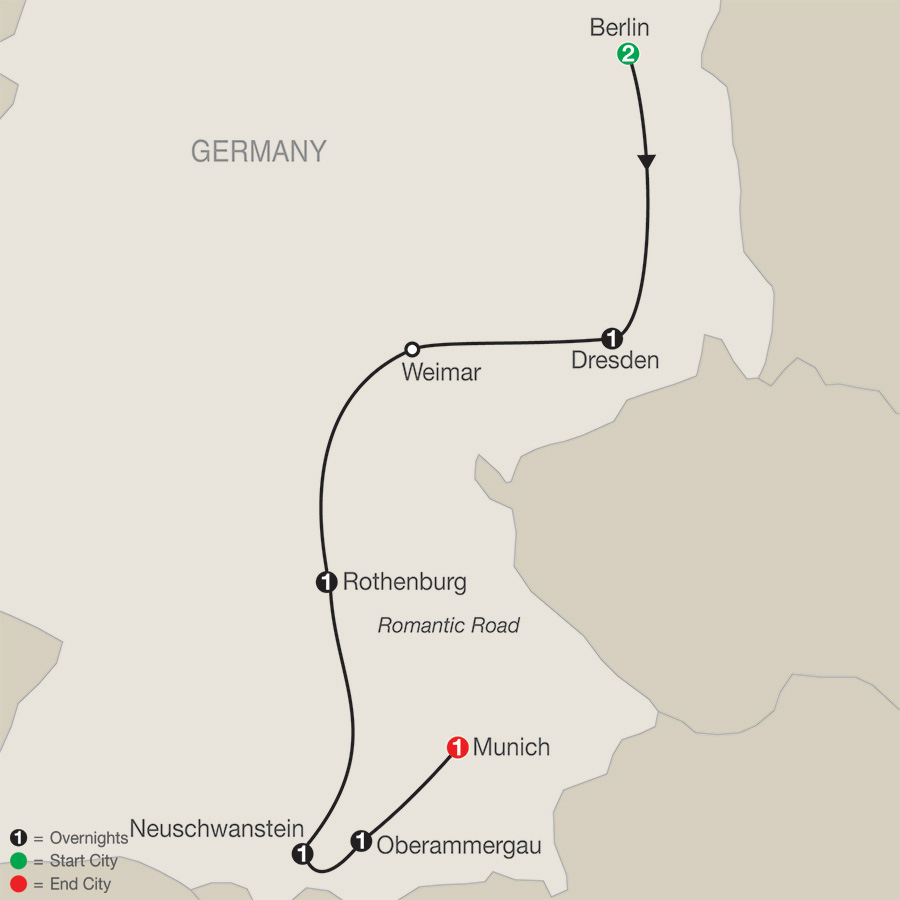 Berlin
2
GERMANY
1
Dresden
Weimar
1 Rothenburg
Romantic Road
1 Munich
Neuschwanstein
1
1 Oberammergau
1 = Overnights
= Start City
= End City